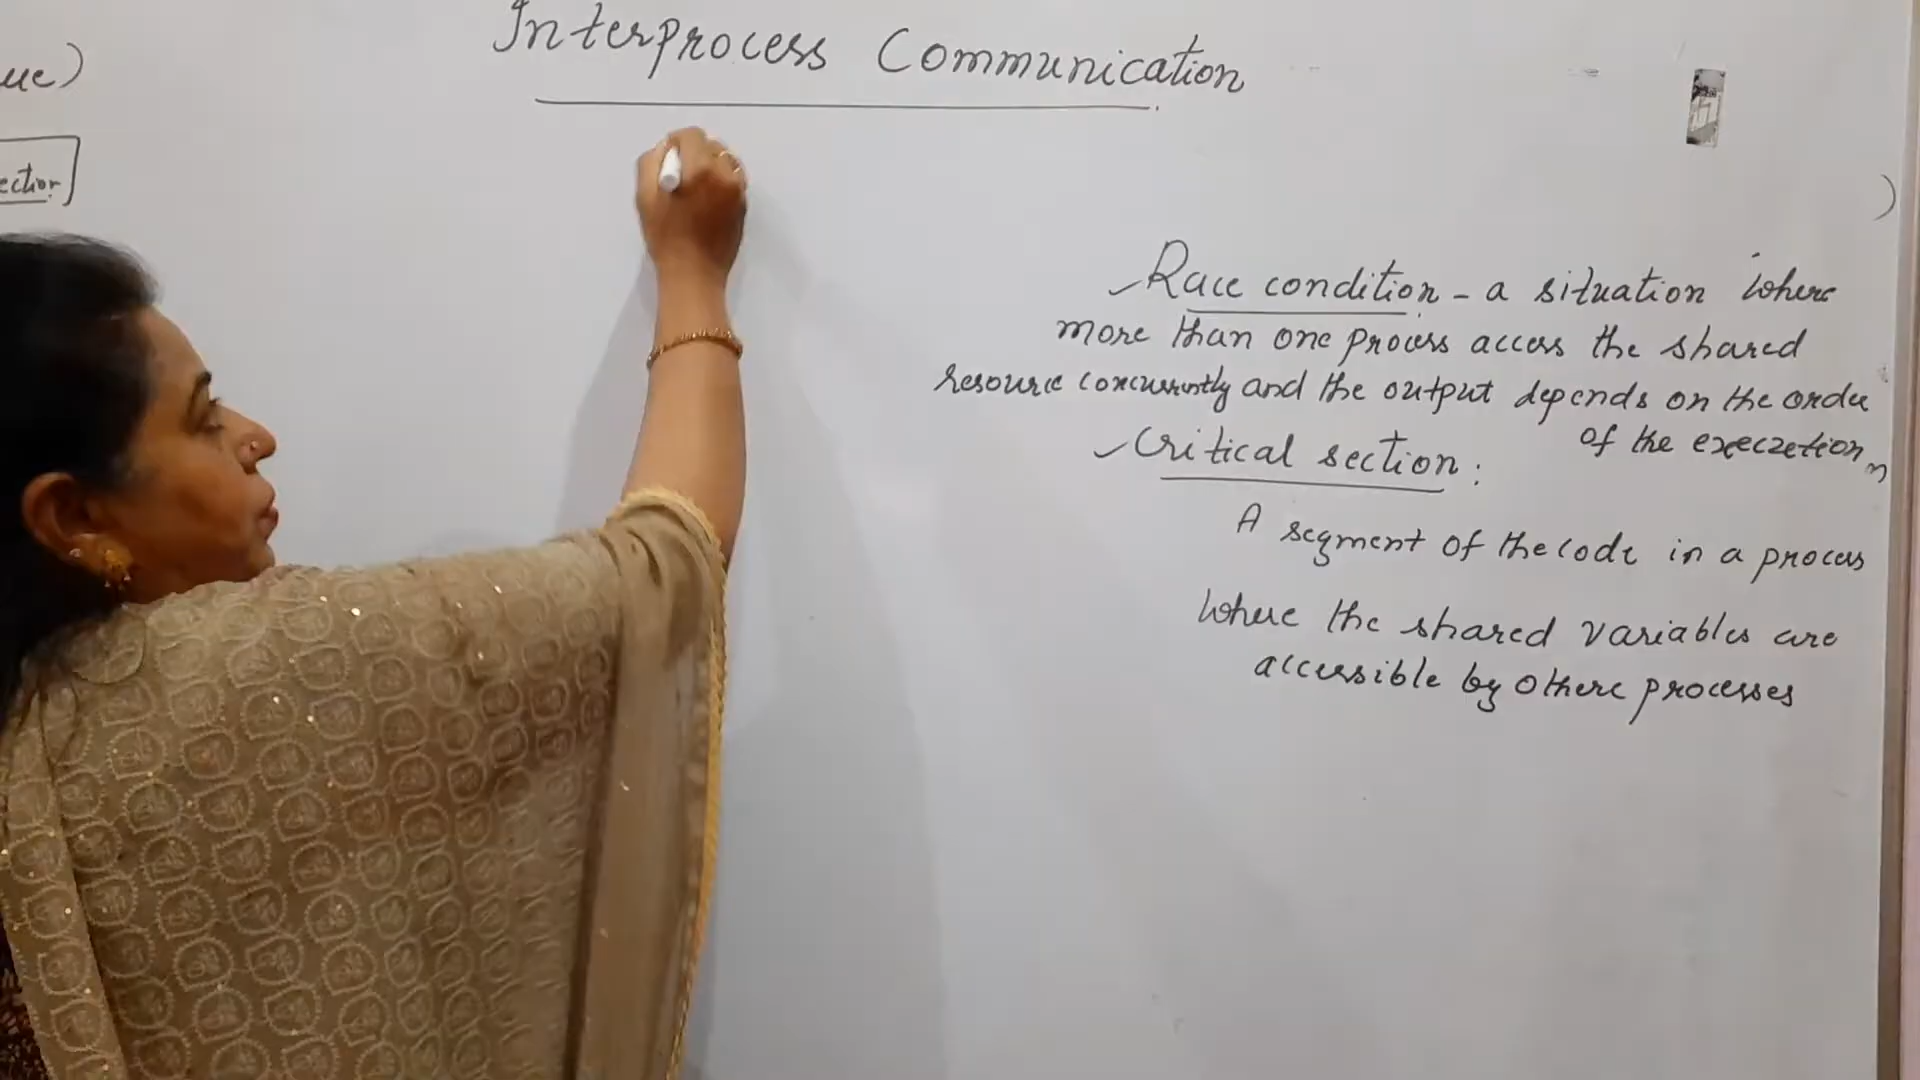 Interprocess Communication
ue)
ection
)
Race condition - a situation where
more than one process access the shared
resource concurrently and the output depends on the order
of the execzetion
Critical section :
A segment of the code in a process
where the shared variables are
accessible by othere processes